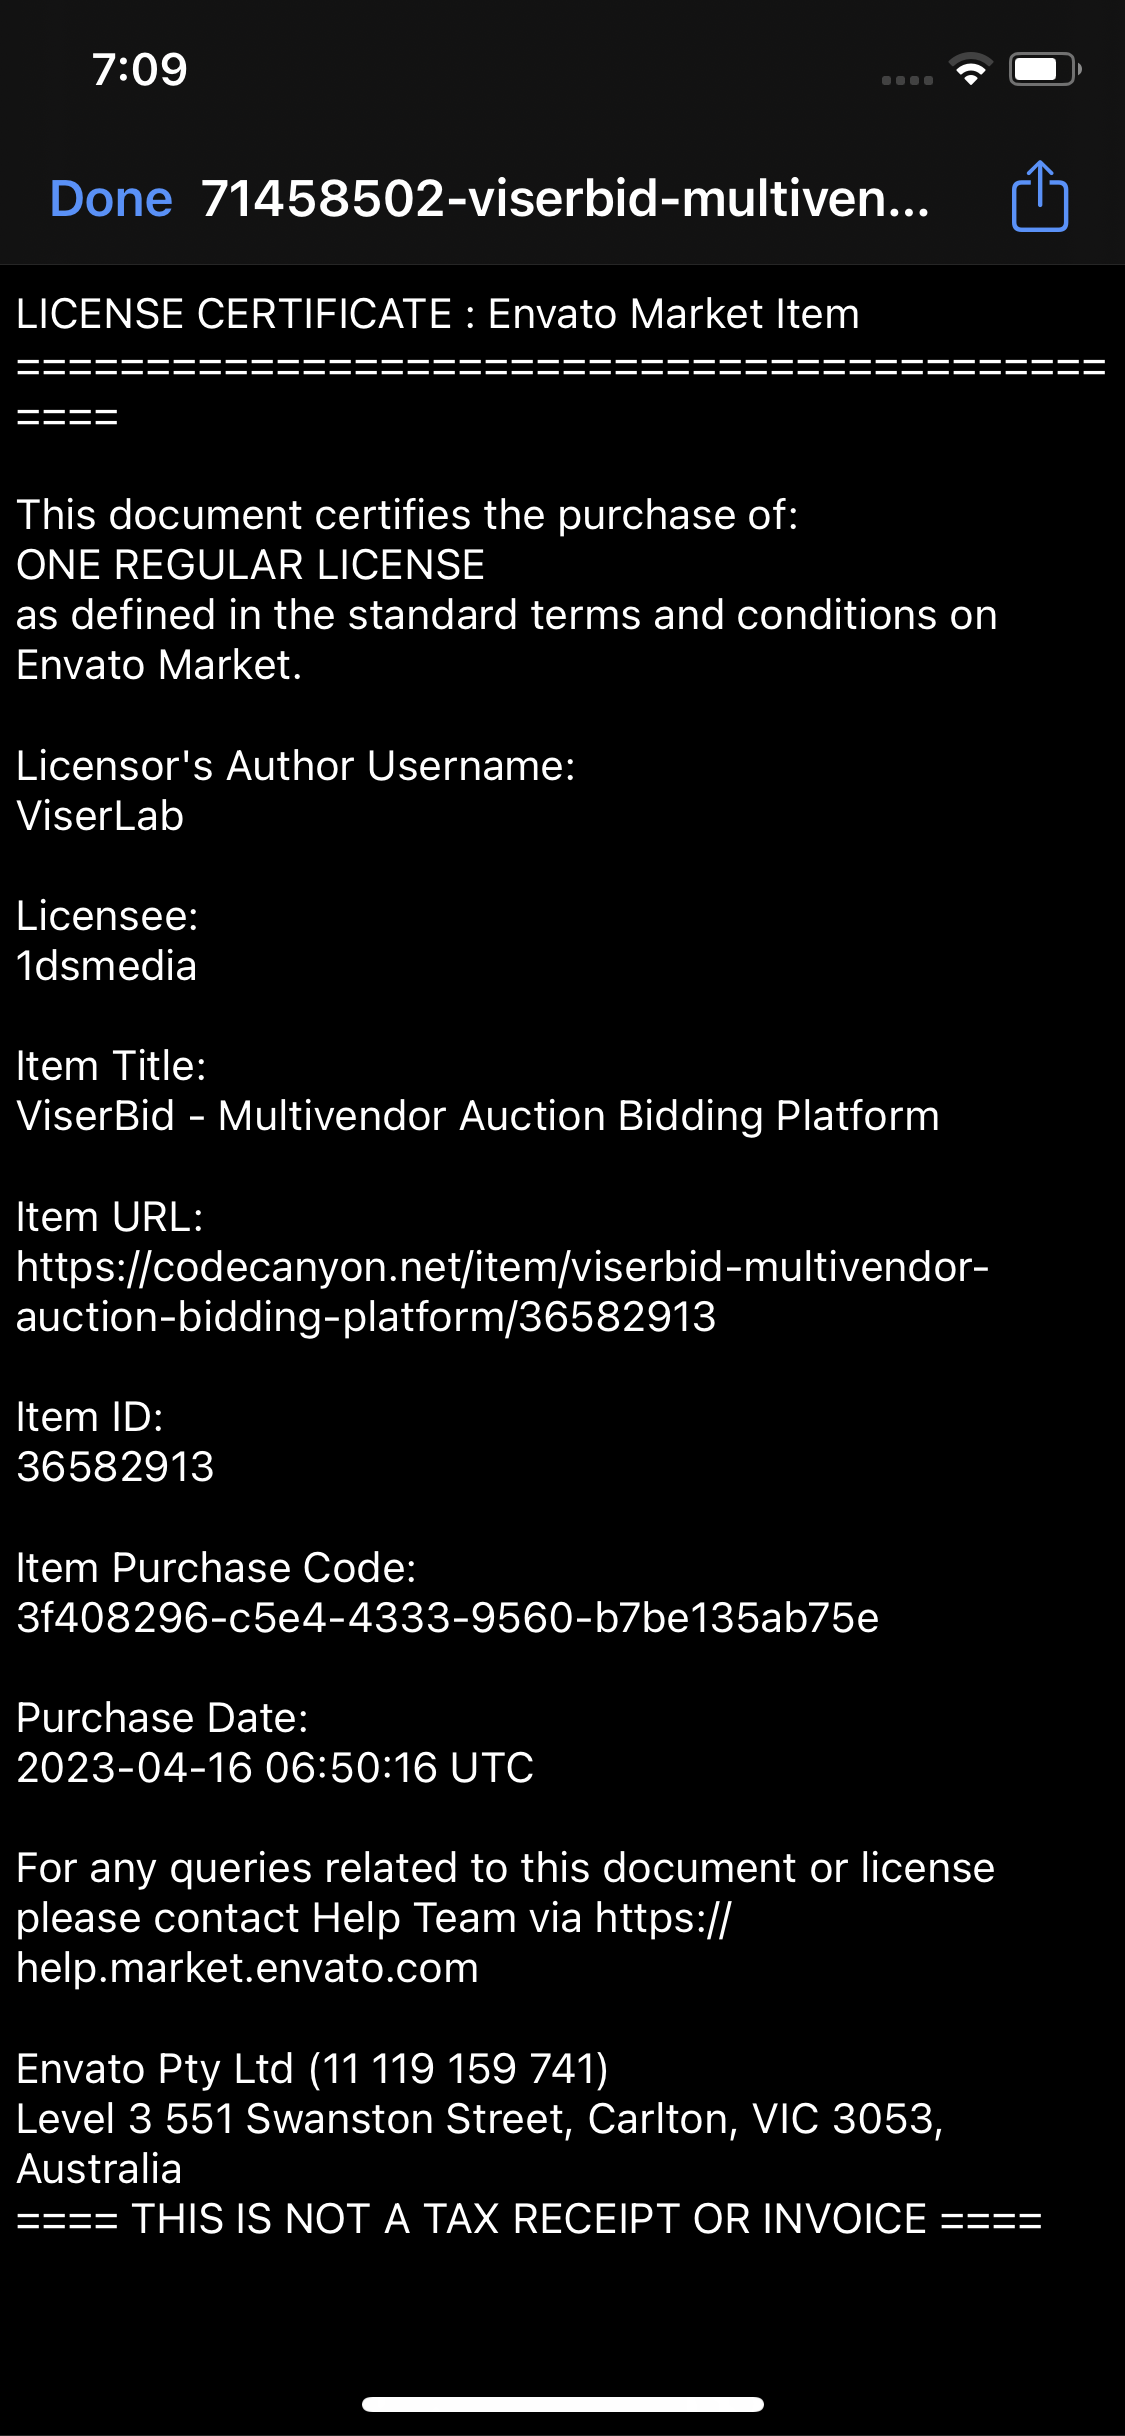 7:09
Done 71458502-viserbid-multiven...
LICENSE CERTIFICATE : Envato Market Item
==========================================
====
This document certifies the purchase of:
ONE REGULAR LICENSE
as defined in the standard terms and conditions on
Envato Market.
Licensor's Author Username:
ViserLab
Licensee:
1dsmedia
Item Title:
ViserBid - Multivendor Auction Bidding Platform
Item URL:
https://codecanyon.net/item/viserbid-multivendor-
auction-bidding-platform/36582913
Item ID:
36582913
Item Purchase Code:
3f408296-c5e4-4333-9560-b7be135ab75e
Purchase Date:
2023-04-16 06:50:16 UTC
For any queries related to this document or license
please contact Help Team via https://
help.market.envato.com
Envato Pty Ltd (11 119 159 741)
Level 3 551 Swanston Street, Carlton, VIC 3053,
Australia
==== THIS IS NOT A TAX RECEIPT OR INVOICE ====